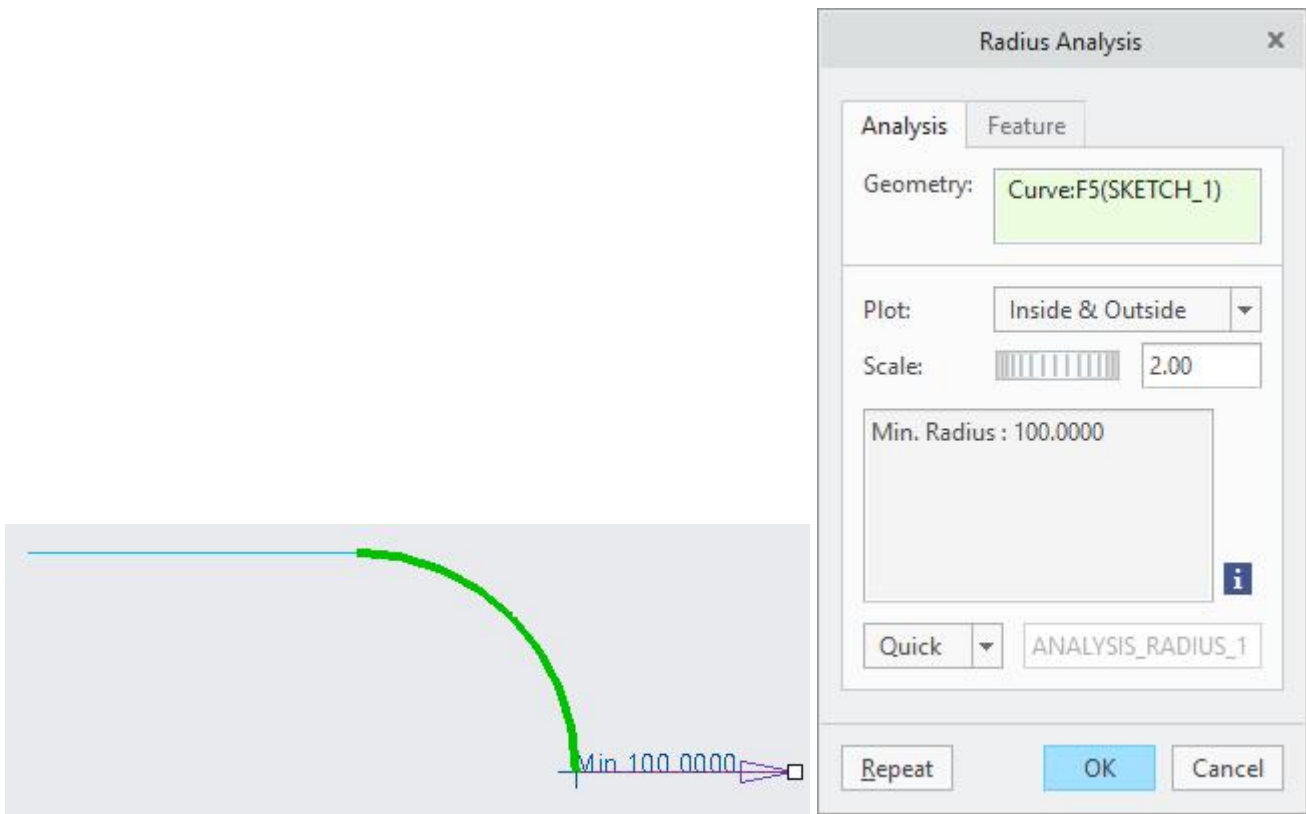 Radius Analysis
Analysis Feature
Geometry: Curve:F5(SKETCH_1)
Plot: Inside & Outside
Scale: 2.00
Min. Radius : 100.0000
Quick ANALYSIS_RADIUS_1
Repeat OK Cancel
Min 100.0000